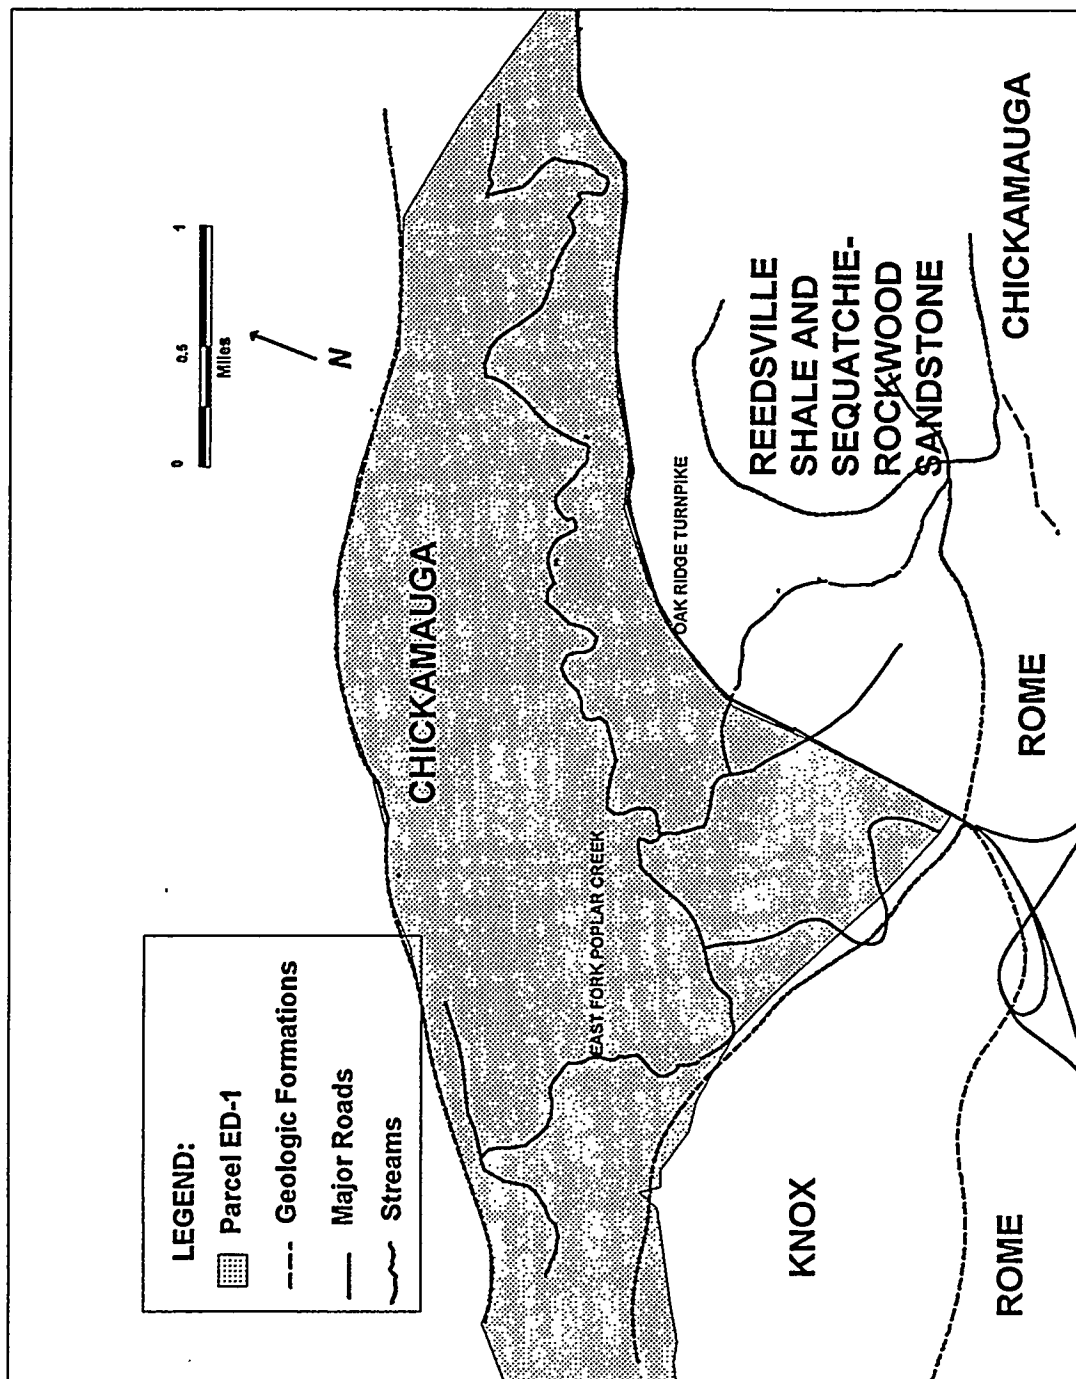 LEGEND:
Parcel ED-1
Geologic Formations
Major Roads
Streams
0
0.5
1
Miles
N
CHICKAMAUGA
EAST FORK POPLAR CREEK
OAK RIDGE TURNPIKE
REEDSVILLE
SHALE AND
SEQUATCHIE-
ROCKWOOD
SANDSTONE
CHICKAMAUGA
KNOX
ROME
ROME